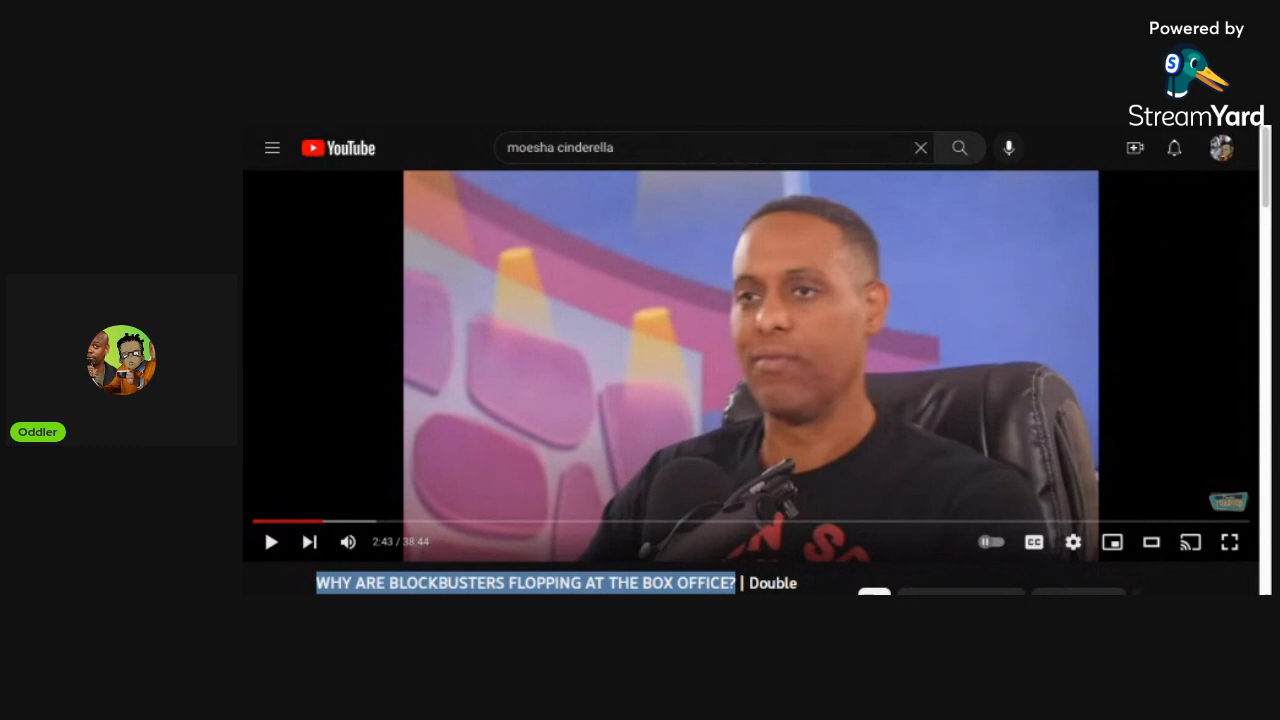 Powered by
StreamYard
YouTube
moesha cinderella
2:43 / 38:44
CC
WHY ARE BLOCKBUSTERS FLOPPING AT THE BOX OFFICE? | Double
Oddler